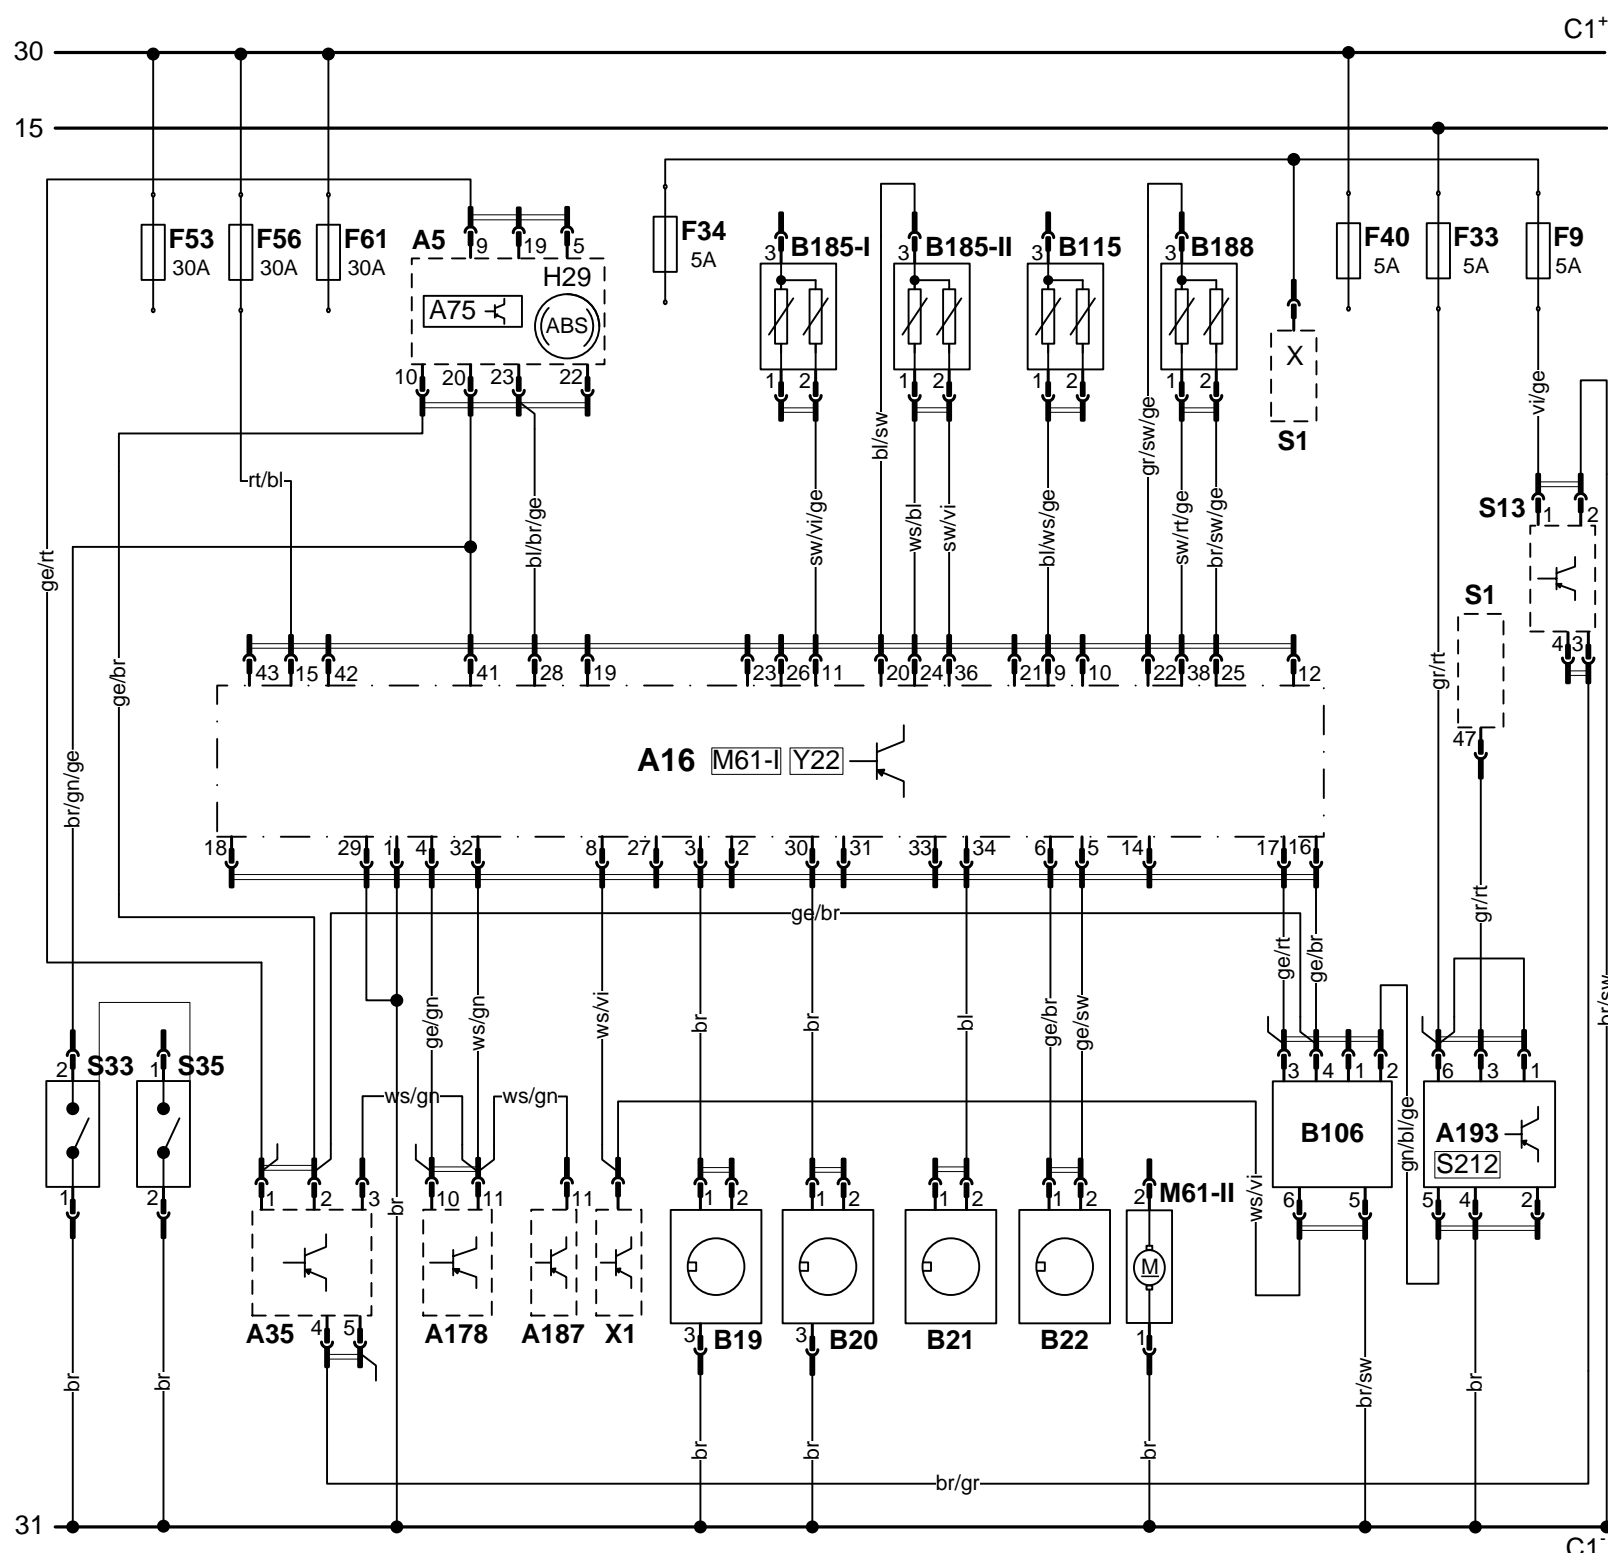 C1+
30
15
F53
30A
F56
30A
F61
30A
A5
9 19 5
H29
A75
ABS
10 20 23 22
F34
5A
3 B185-I
1 2
3 B185-II
1 2
3 B115
1 2
3 B188
1 2
X
S1
F40
5A
F33
5A
F9
5A
vi/ge
S13
1 2
4 3
S1
47
rt/bl
ge/rt
ge/br
br/gn/ge
bl/br/ge
sw/vi/ge
bl/sw
ws/bl
sw/vi
bl/ws/ge
gr/sw/ge
sw/rt/ge
br/sw/ge
gr/rt
gr/rt
br/sw
43 15 42 41 28 19 23 26 11 20 24 36 21 9 10 22 38 25 12
A16 M61-I Y22
18 29 1 4 32 8 27 3 2 30 31 33 34 6 5 14 17 16
ge/br
ge/gn
ws/gn
ws/vi
br
br
bl
ge/br
ge/sw
ge/rt
ge/br
2 S33
1
1 S35
2
ws/gn
ws/gn
br
1 2 3
A35
4 5
10 11
A178
11
A187
X1
1 2
B19
3
1 2
B20
3
1 2
B21
1 2
B22
2 M61-II
M
1
ws/vi
3 4 1 2
B106
6 5
gn/bl/ge
6 3 1
A193
S212
5 4 2
br
br
br
br
br
br/sw
br
br/gr
31
C1-